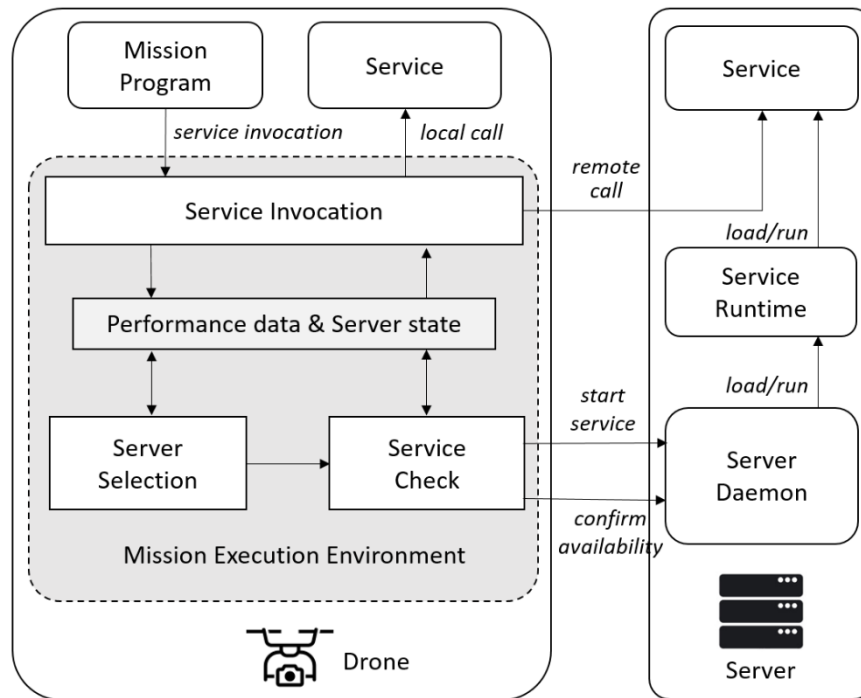 Mission
Program
Service
Service
service invocation
local call
remote
call
Service Invocation
load/run
Service
Runtime
Performance data & Server state
load/run
start
service
Server
Selection
Service
Check
Server
Daemon
confirm
availability
Mission Execution Environment
Drone
Server